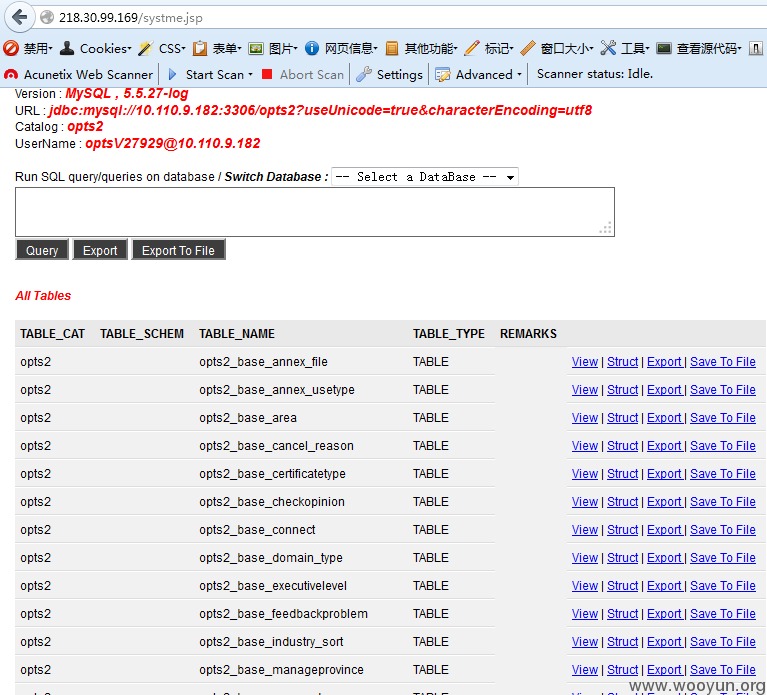 218.30.99.169/systme.jsp
禁用· Cookies· CSS· 表单· 图片· 网页信息· 其他功能· 标记· 窗口大小· 工具· 查看源代码·
Acunetix Web Scanner Start Scan Abort Scan Settings Advanced Scanner status: Idle.
Version : MySQL , 5.5.27-log
URL : jdbc:mysql://10.110.9.182:3306/opts2?useUnicode=true&characterEncoding=utf8
Catalog : opts2
UserName : optsV27929@10.110.9.182
Run SQL query/queries on database / Switch Database : -- Select a DataBase --
Query Export Export To File
All Tables
TABLE_CAT TABLE_SCHEM TABLE_NAME TABLE_TYPE REMARKS
opts2 opts2_base_annex_file TABLE View | Struct | Export | Save To File
opts2 opts2_base_annex_usetype TABLE View | Struct | Export | Save To File
opts2 opts2_base_area TABLE View | Struct | Export | Save To File
opts2 opts2_base_cancel_reason TABLE View | Struct | Export | Save To File
opts2 opts2_base_certificatetype TABLE View | Struct | Export | Save To File
opts2 opts2_base_checkopinion TABLE View | Struct | Export | Save To File
opts2 opts2_base_connect TABLE View | Struct | Export | Save To File
opts2 opts2_base_domain_type TABLE View | Struct | Export | Save To File
opts2 opts2_base_executivelevel TABLE View | Struct | Export | Save To File
opts2 opts2_base_feedbackproblem TABLE View | Struct | Export | Save To File
opts2 opts2_base_industry_sort TABLE View | Struct | Export | Save To File
opts2 opts2_base_manageprovince TABLE View | Struct | Export | Save To File
www.wooyun.org